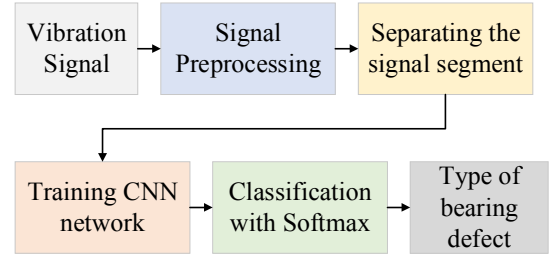 Vibration
Signal
Signal
Preprocessing
Separating the
signal segment
Training CNN
network
Classification
with Softmax
Type of
bearing
defect